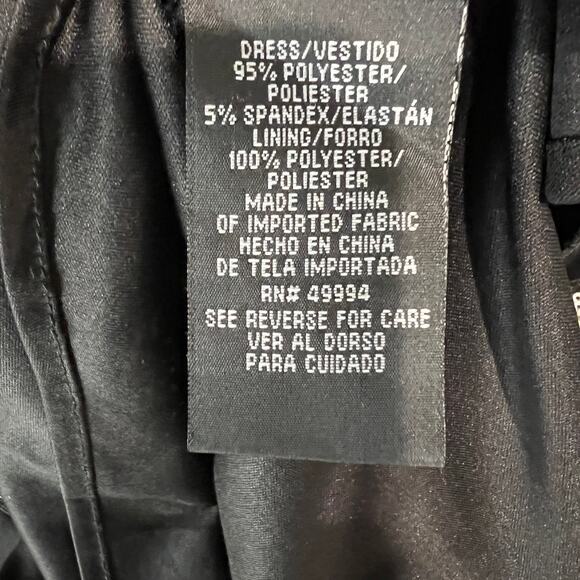 DRESS/VESTIDO
95% POLYESTER/
POLIESTER
5% SPANDEX/ELASTÁN
LINING/FORRO
100% POLYESTER/
POLIESTER
MADE IN CHINA
OF IMPORTED FABRIC
HECHO EN CHINA
DE TELA IMPORTADA
RN# 49994
SEE REVERSE FOR CARE
VER AL DORSO
PARA CUIDADO